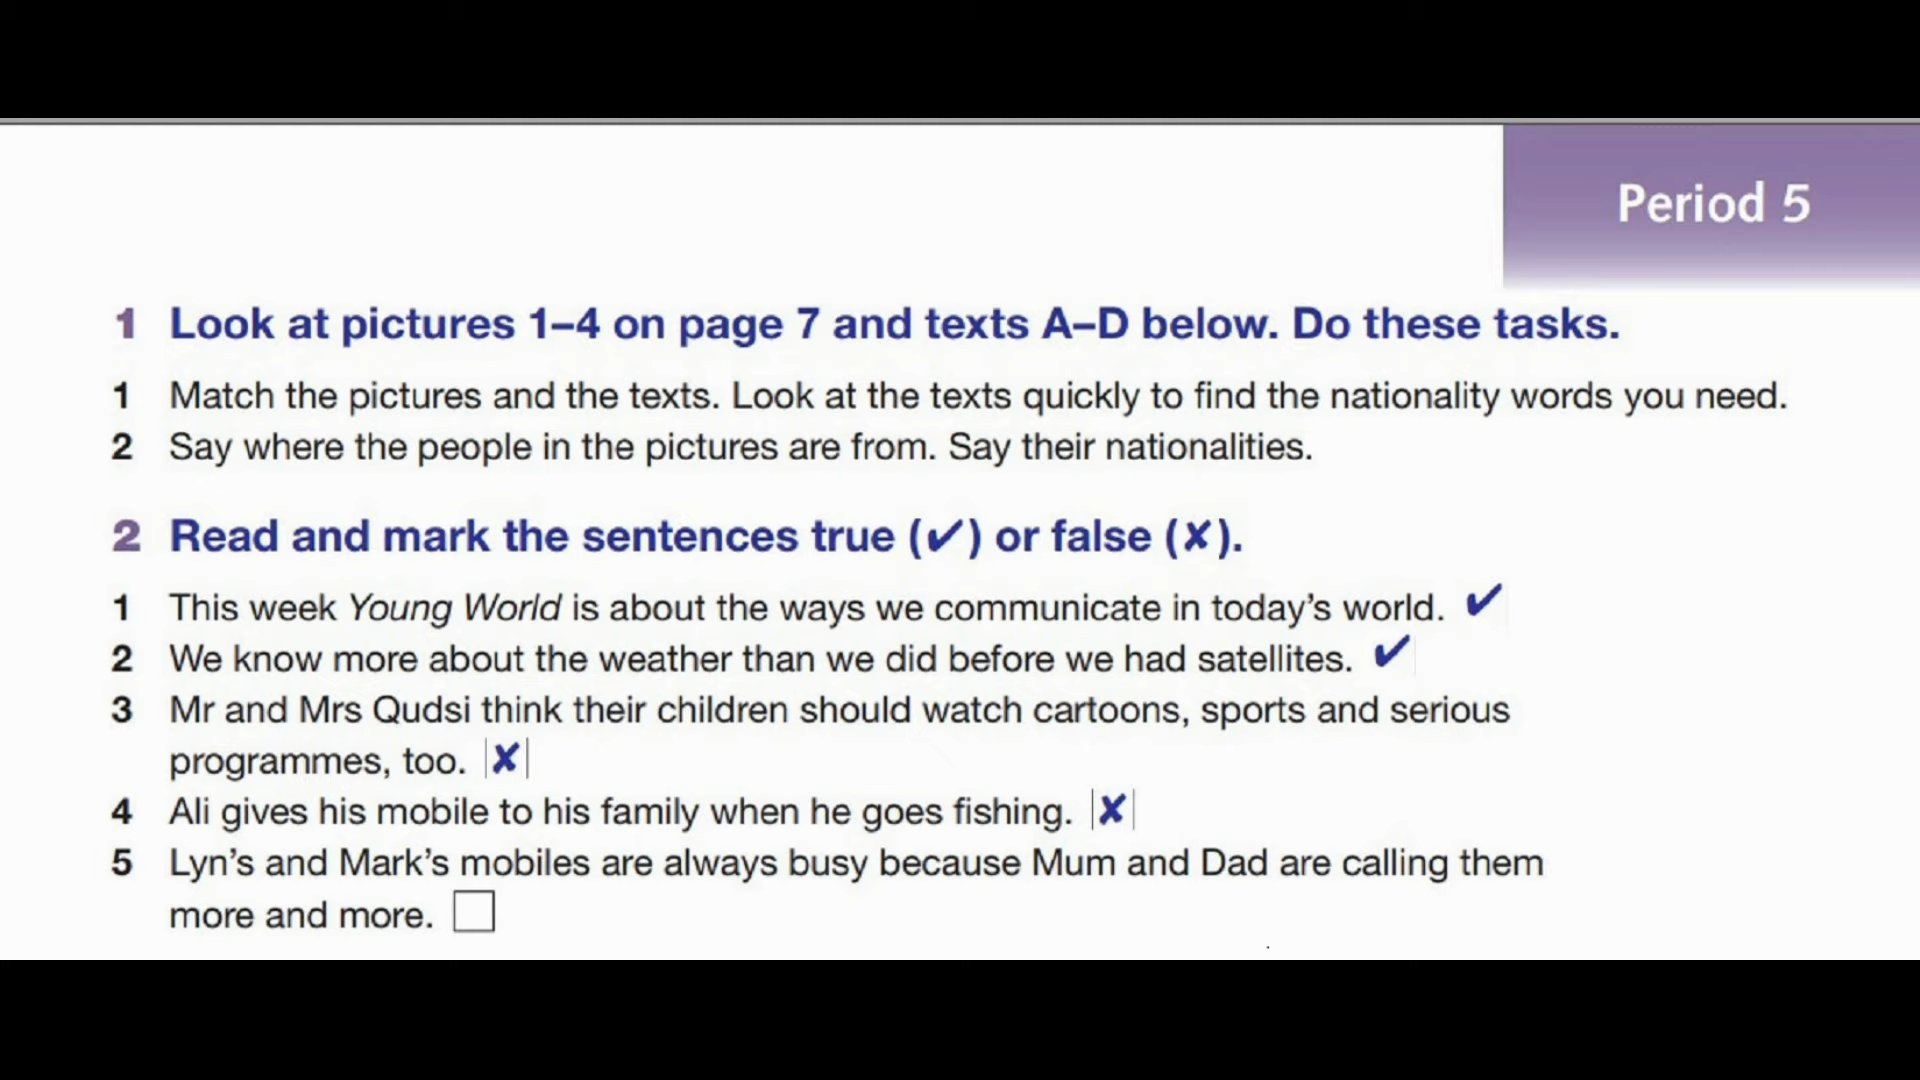 Period 5
1 Look at pictures 1–4 on page 7 and texts A–D below. Do these tasks.
1 Match the pictures and the texts. Look at the texts quickly to find the nationality words you need.
2 Say where the people in the pictures are from. Say their nationalities.
2 Read and mark the sentences true (✔) or false (✘).
1 This week Young World is about the ways we communicate in today's world. ✔
2 We know more about the weather than we did before we had satellites. ✔
3 Mr and Mrs Qudsi think their children should watch cartoons, sports and serious
programmes, too. ✘
4 Ali gives his mobile to his family when he goes fishing. ✘
5 Lyn's and Mark's mobiles are always busy because Mum and Dad are calling them
more and more.